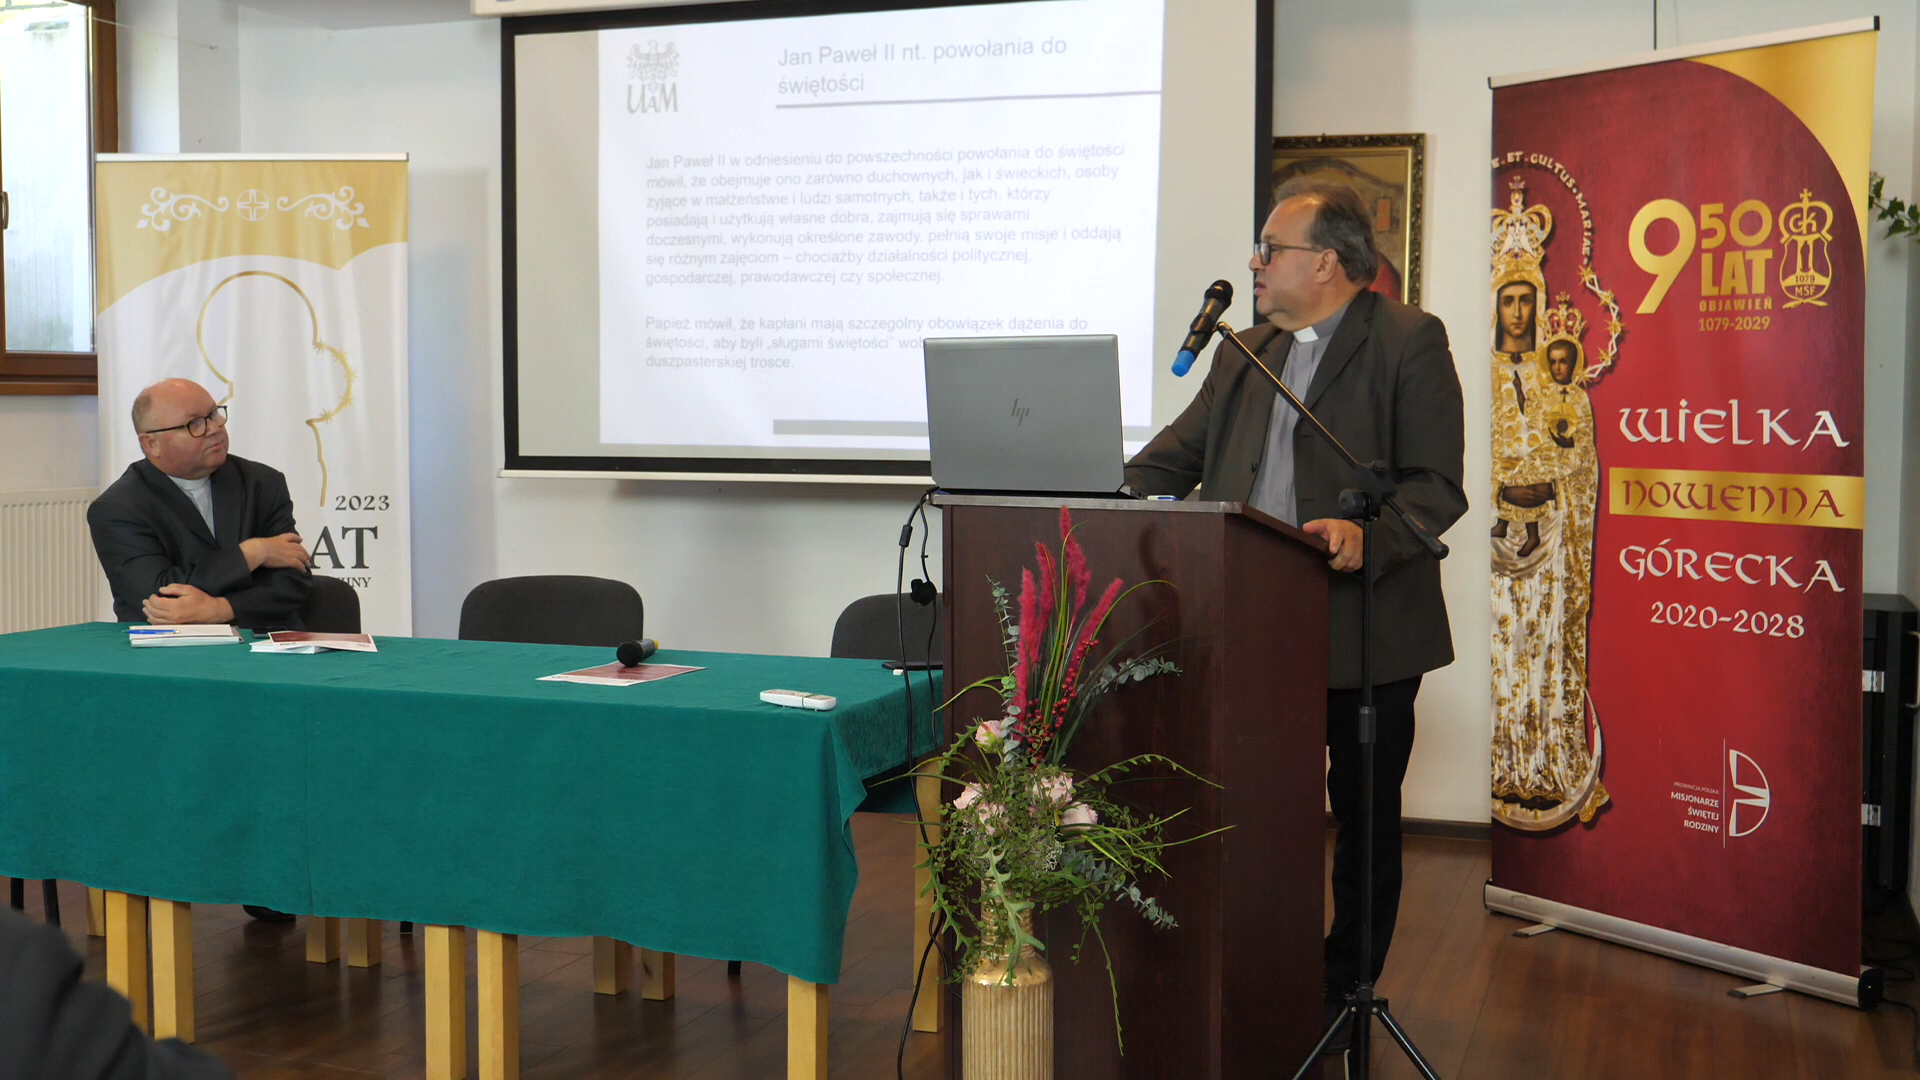 UAM
Jan Paweł II nt. powołania do
świętości
Jan Paweł II w odniesieniu do powszechności powołania do świętości
mówił, że obejmuje ono zarówno duchownych, jak i świeckich, osoby
żyjące w małżeństwie i ludzi samotnych, także i tych, którzy
posiadają i użytkują własne dobra, zajmują się sprawami
doczesnymi, wykonują określone zawody, pełnią swoje misje i oddają
się różnym zajęciom – chociażby działalności politycznej,
gospodarczej, prawodawczej czy społecznej.
Papież mówił, że kapłani mają szczególny obowiązek dążenia do
świętości, aby byli „sługami świętości”
duszpasterskiej trosce.
hp
2023
AT
ET·CULTUS·MARIAE
950
LAT
OBJAWIEŃ
1079-2029
GK
1079
MSF
WIELKA
NOWENNA
GÓRECKA
2020-2028
PROWINCJA POLSKA
MISJONARZE
ŚWIĘTEJ
RODZINY